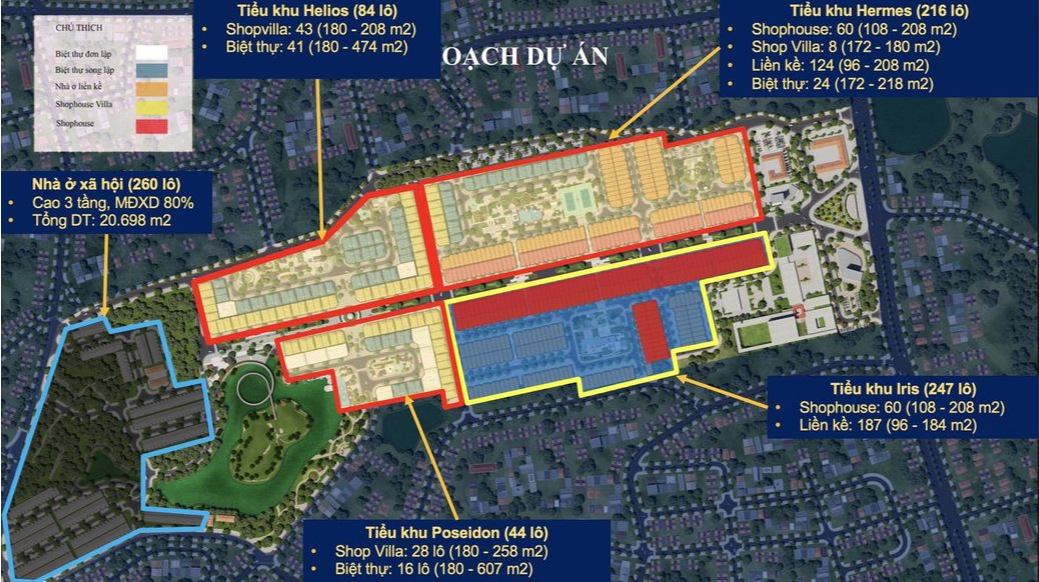 Tiểu khu Helios (84 lô)
• Shopvilla: 43 (180 - 208 m2)
• Biệt thự: 41 (180 - 474 m2)
Tiểu khu Hermes (216 lô)
• Shophouse: 60 (108 - 208 m2)
• Shop Villa: 8 (172 - 180 m2)
• Liền kề: 124 (96 - 208 m2)
• Biệt thự: 24 (172 - 218 m2)
OẠCH DỰ ÁN
CHÚ THÍCH
Biệt thự đơn lập
Biệt thự song lập
Nhà ở liền kề
Shophouse Villa
Shophouse
Nhà ở xã hội (260 lô)
• Cao 3 tầng, MĐXD 80%
• Tổng DT: 20.698 m2
Tiểu khu Iris (247 lô)
• Shophouse: 60 (108 - 208 m2)
• Liền kề: 187 (96 - 184 m2)
Tiểu khu Poseidon (44 lô)
• Shop Villa: 28 lô (180 - 258 m2)
• Biệt thự: 16 lô (180 - 607 m2)